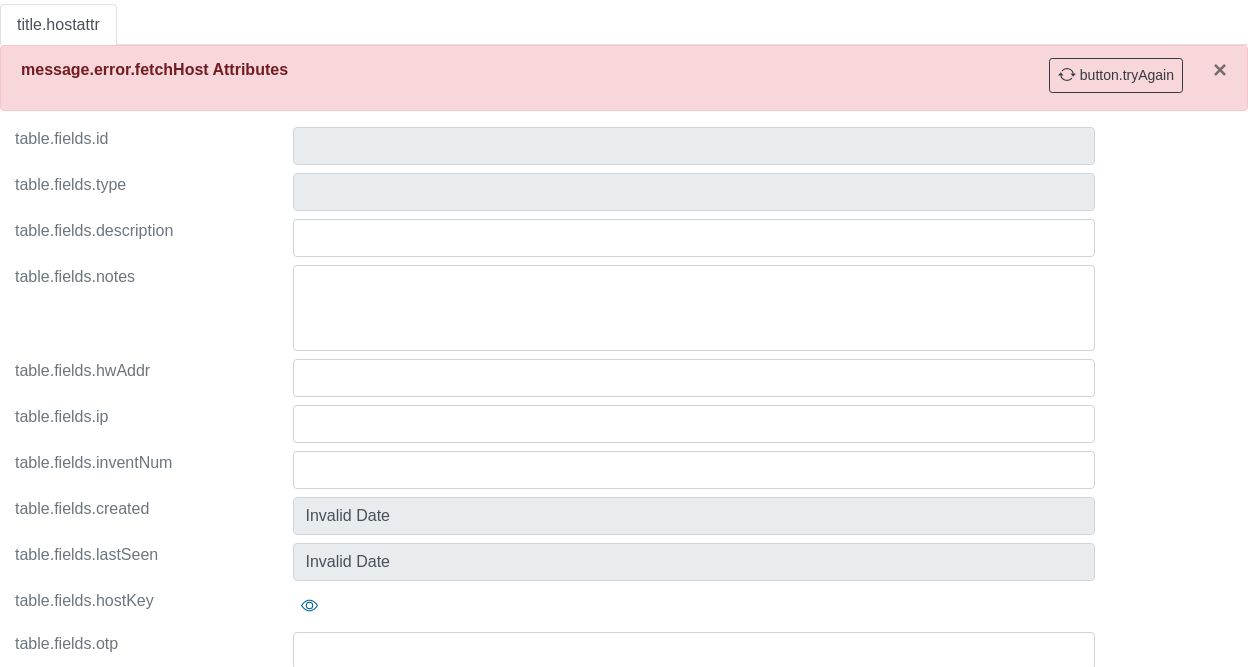 title.hostattr
message.error.fetchHost Attributes
button.tryAgain
×
table.fields.id
table.fields.type
table.fields.description
table.fields.notes
table.fields.hwAddr
table.fields.ip
table.fields.inventNum
table.fields.created
Invalid Date
table.fields.lastSeen
Invalid Date
table.fields.hostKey
table.fields.otp